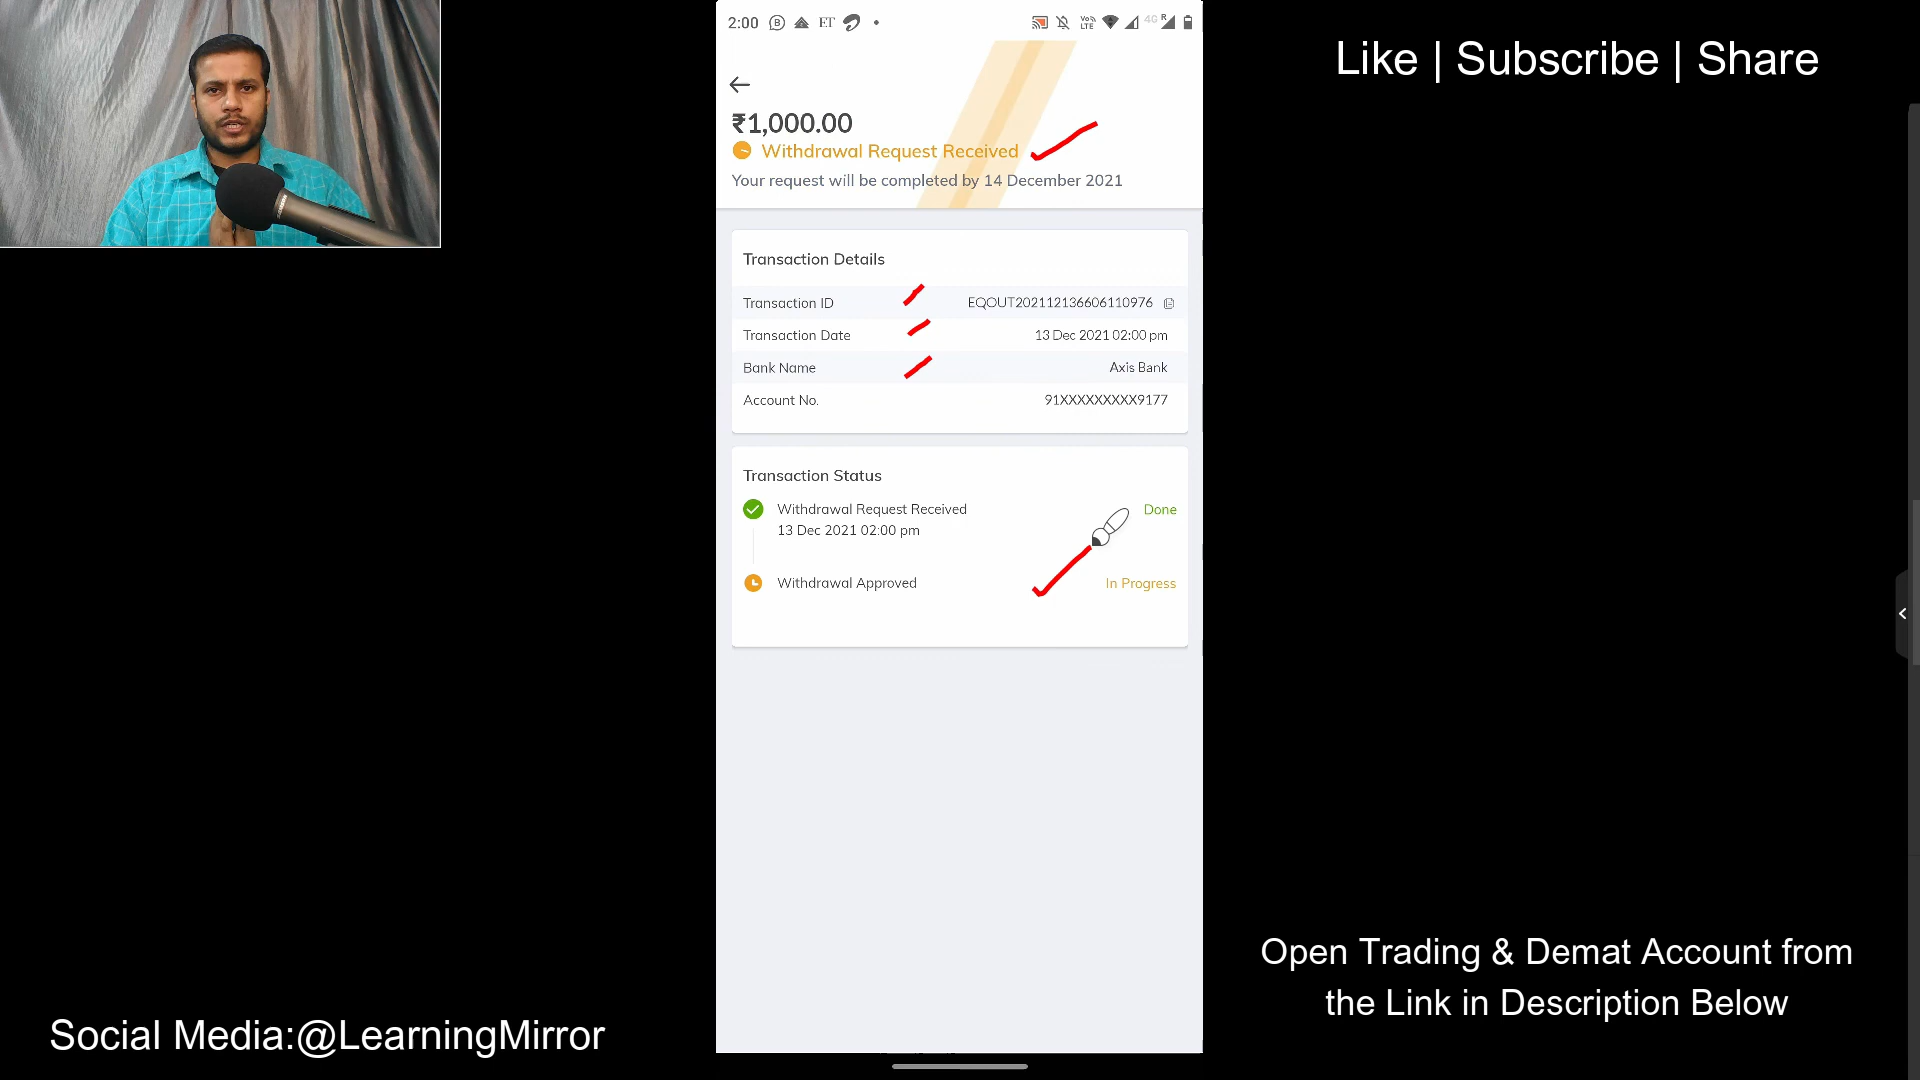 2:00 ET
VoLTE 4G R
Like | Subscribe | Share
₹1,000.00
Withdrawal Request Received
Your request will be completed by 14 December 2021
Transaction Details
Transaction ID EQOUT202112136606110976
Transaction Date 13 Dec 2021 02:00 pm
Bank Name Axis Bank
Account No. 91XXXXXXXXX9177
Transaction Status
Withdrawal Request Received Done
13 Dec 2021 02:00 pm
Withdrawal Approved In Progress
Open Trading & Demat Account from
the Link in Description Below
Social Media:@LearningMirror